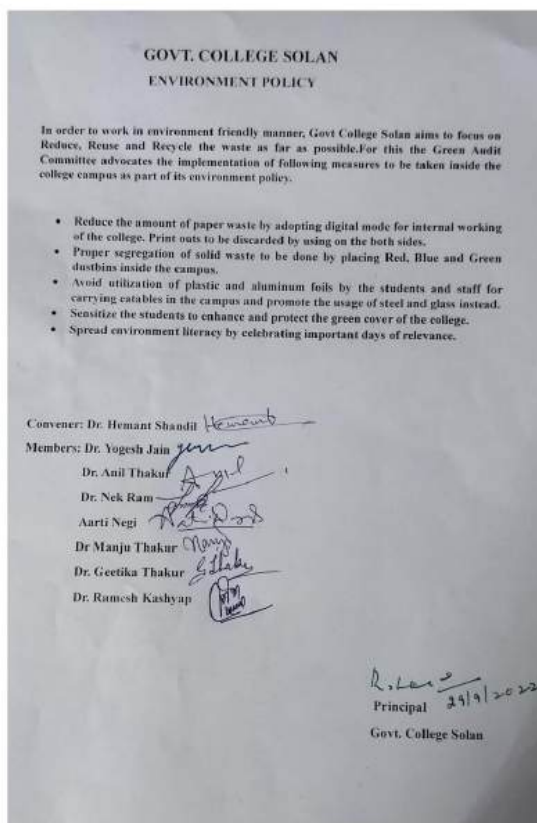 GOVT. COLLEGE SOLAN
ENVIRONMENT POLICY
In order to work in environment friendly manner, Govt College Solan aims to focus on
Reduce, Reuse and Recycle the waste as far as possible.For this the Green Audit
Committee advocates the implementation of following measures to be taken inside the
college campus as part of its environment policy.
• Reduce the amount of paper waste by adopting digital mode for internal working
of the college. Print outs to be discarded by using on the both sides.
• Proper segregation of solid waste to be done by placing Red, Blue and Green
dustbins inside the campus.
• Avoid utilization of plastic and aluminum foils by the students and staff for
carrying eatables in the campus and promote the usage of steel and glass instead.
• Sensitize the students to enhance and protect the green cover of the college.
• Spread environment literacy by celebrating important days of relevance.
Convener: Dr. Hemant Shandil Hemant
Members: Dr. Yogesh Jain
Dr. Anil Thakur Anil
Dr. Nek Ram
Aarti Negi
Dr Manju Thakur Manju
Dr. Geetika Thakur GThakur
Dr. Ramesh Kashyap
Principal 29/9/2022
Govt. College Solan